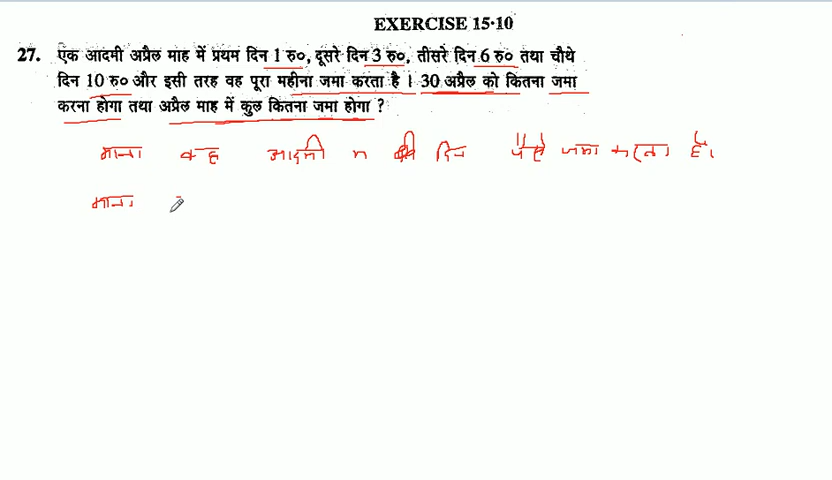 EXERCISE 15·10
27. एक आदमी अप्रैल माह में प्रथम दिन 1 रु०, दूसरे दिन 3 रु०, तीसरे दिन 6 रु० तथा चौथे
दिन 10 रु० और इसी तरह वह पूरा महीना जमा करता है । 30 अप्रैल को कितना जमा
करना होगा तथा अप्रैल माह में कुल कितना जमा होगा ?
माना वह आदमी n दिन पैसे जमा करता है।
माना